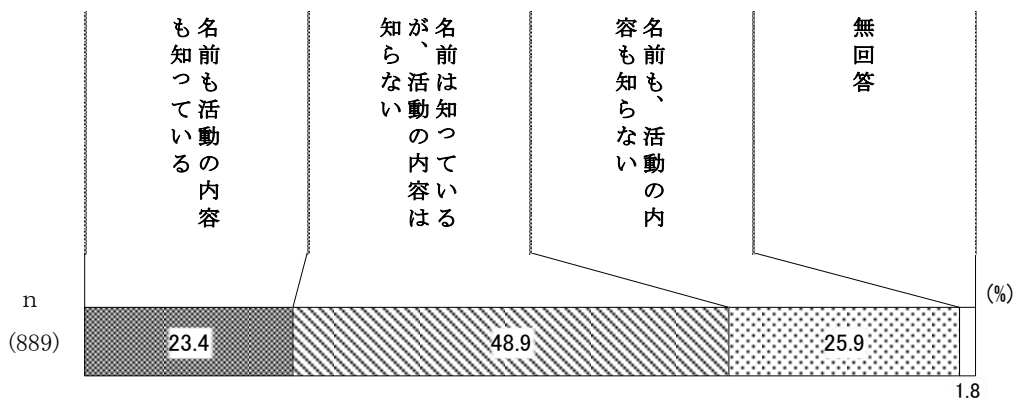 名前も活動の内容
も知っている
名前は知っている
が、活動の内容は
知らない
名前も、活動の内
容も知らない
無回答
(%)
n
(889)
23.4
48.9
25.9
1.8